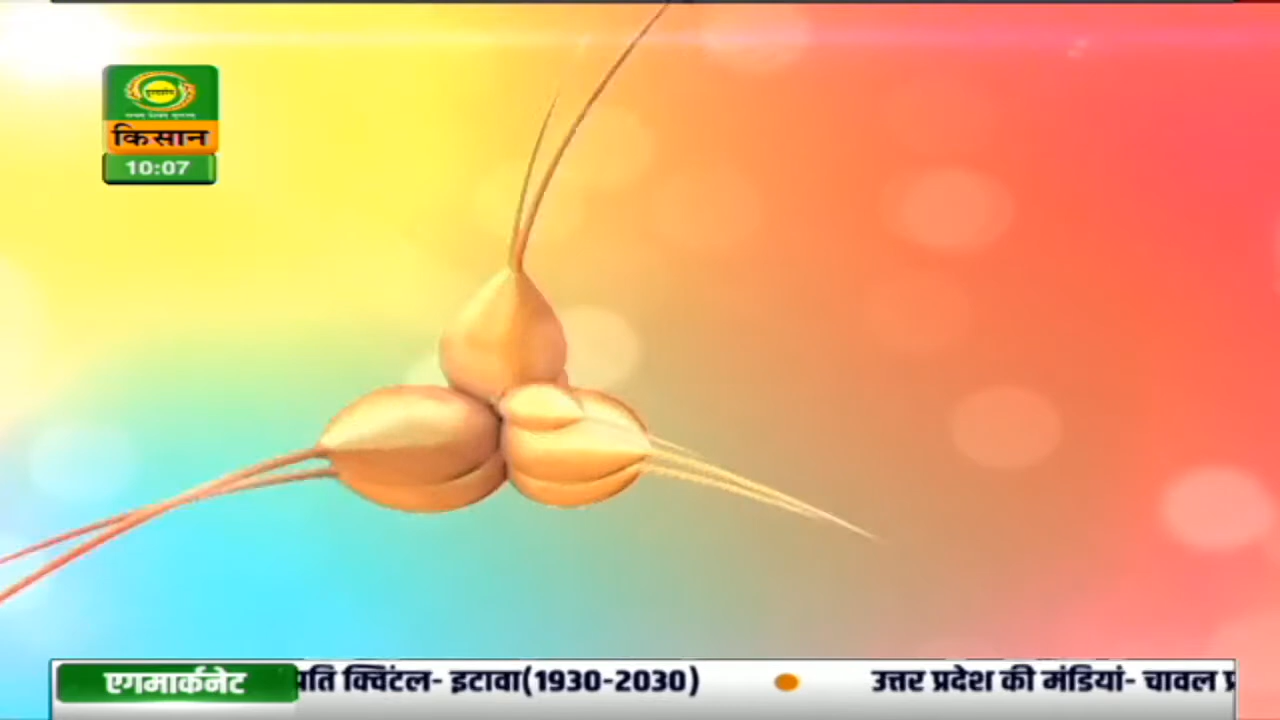 किसान
10:07
एगमार्कनेट
प्रति क्विंटल- इटावा(1930-2030)
उत्तर प्रदेश की मंडियां- चावल